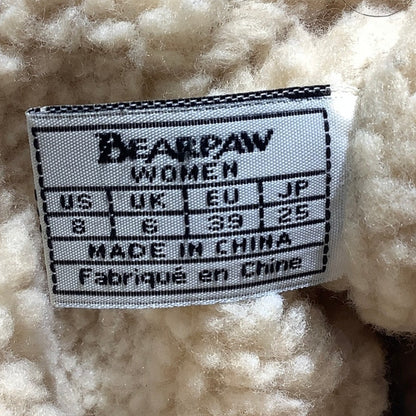 BEARPAW
WOMEN
US UK EU JP
8 6 39 25
MADE IN CHINA
Fabriqué en Chine